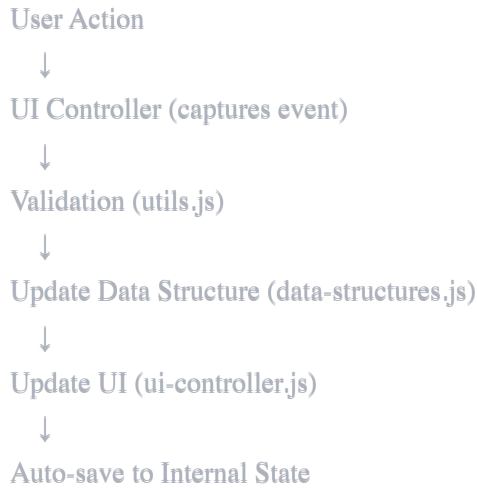 User Action
↓
UI Controller (captures event)
↓
Validation (utils.js)
↓
Update Data Structure (data-structures.js)
↓
Update UI (ui-controller.js)
↓
Auto-save to Internal State